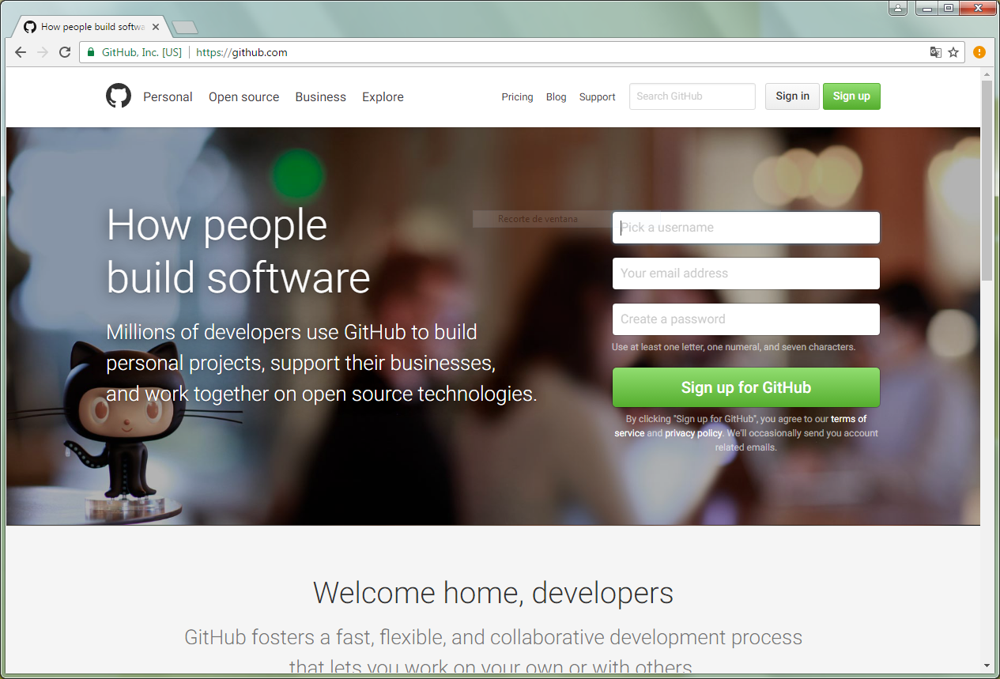 How people build softwa
GitHub, Inc. [US]
https://github.com
Personal
Open source
Business
Explore
Pricing
Blog
Support
Search GitHub
Sign in
Sign up
How people
build software
Millions of developers use GitHub to build
personal projects, support their businesses,
and work together on open source technologies.
Recorte de ventana
Pick a username
Your email address
Create a password
Use at least one letter, one numeral, and seven characters.
Sign up for GitHub
By clicking "Sign up for GitHub", you agree to our terms of
service and privacy policy. We'll occasionally send you account
related emails.
Welcome home, developers
GitHub fosters a fast, flexible, and collaborative development process
that lets you work on your own or with others.